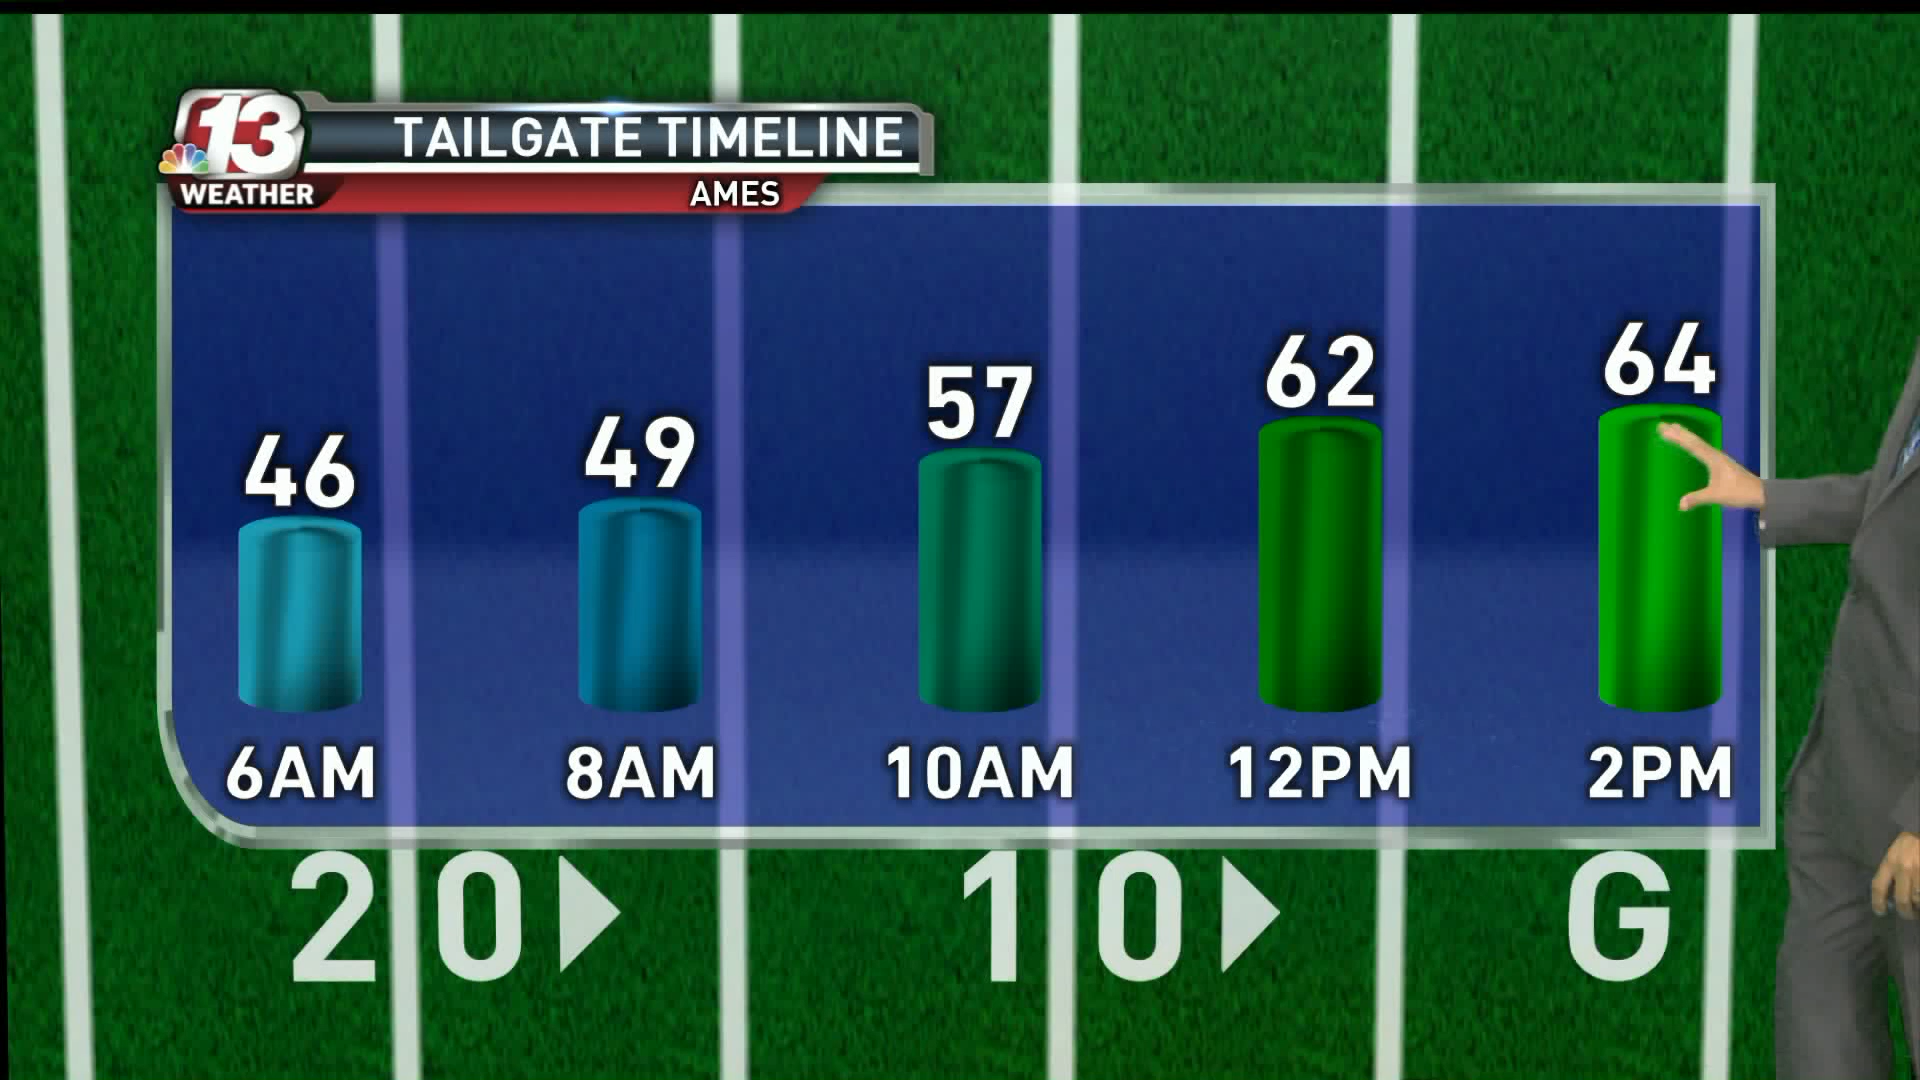 13
WEATHER
TAILGATE TIMELINE
AMES
46 49 57 62 64
6AM 8AM 10AM 12PM 2PM
20 10 G